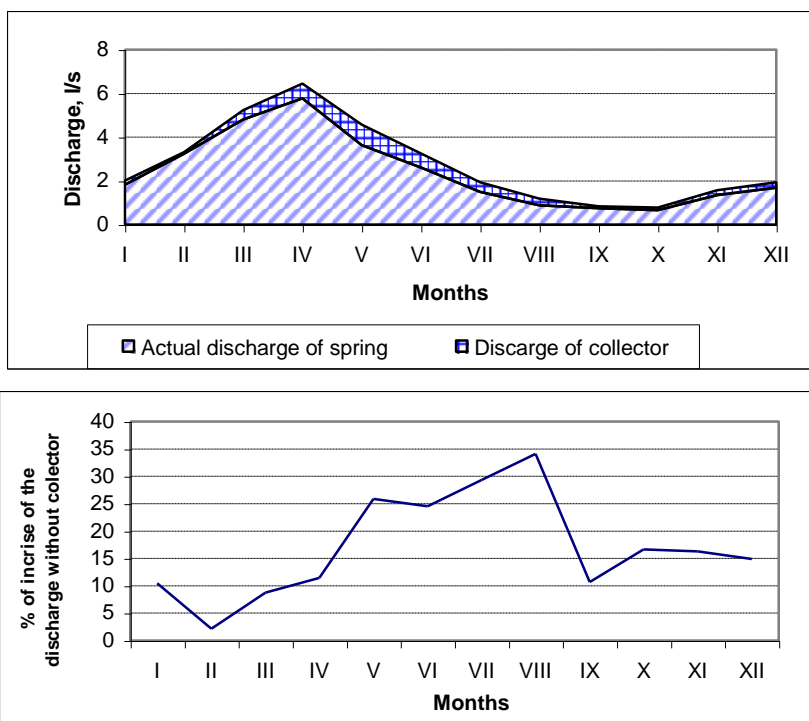 8
6
4
2
0
Discharge, l/s
I II III IV V VI VII VIII IX X XI XII
Months
Actual discharge of spring Discarge of collector
40
35
30
25
20
15
10
5
0
% of incrise of the
discharge without colector
I II III IV V VI VII VIII IX X XI XII
Months